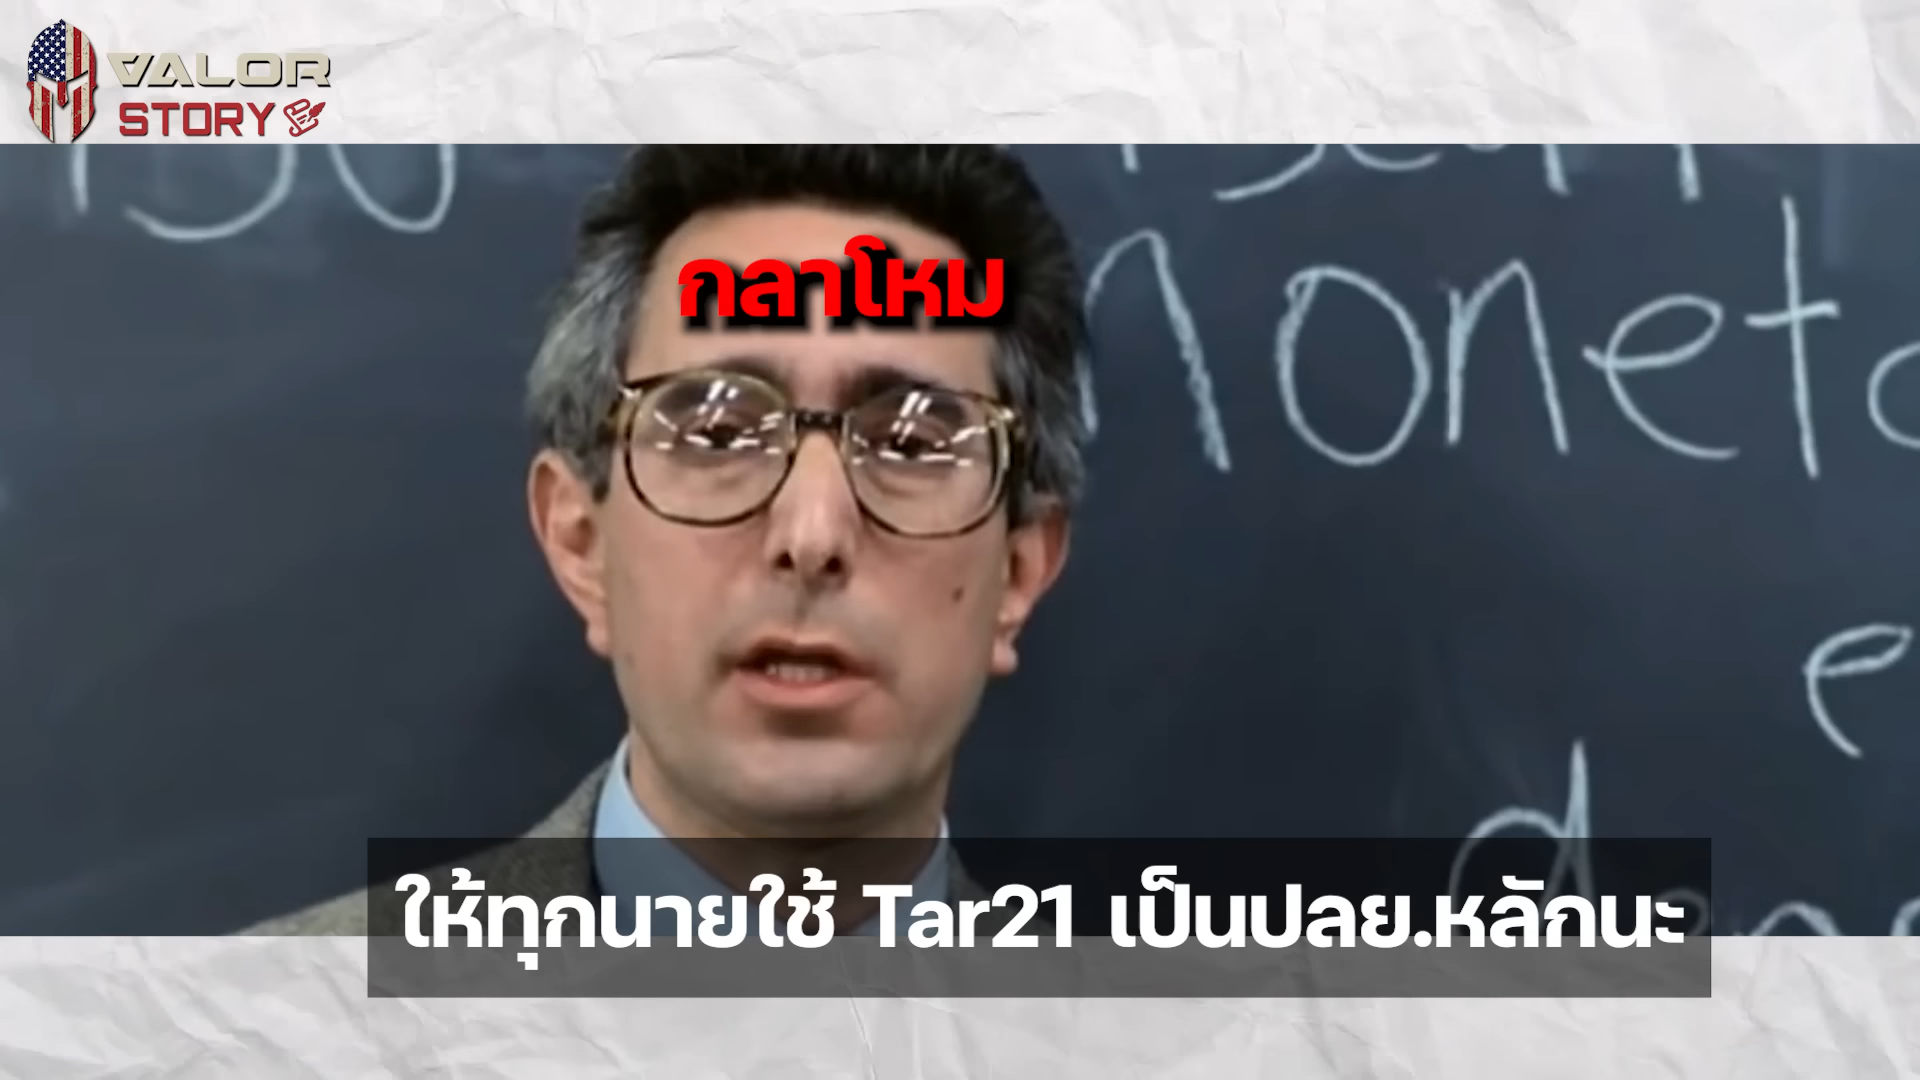 VALOR
STORY
กลาโหม
monet
e
d
ให้ทุกนายใช้ Tar21 เป็นปลย.หลักนะ